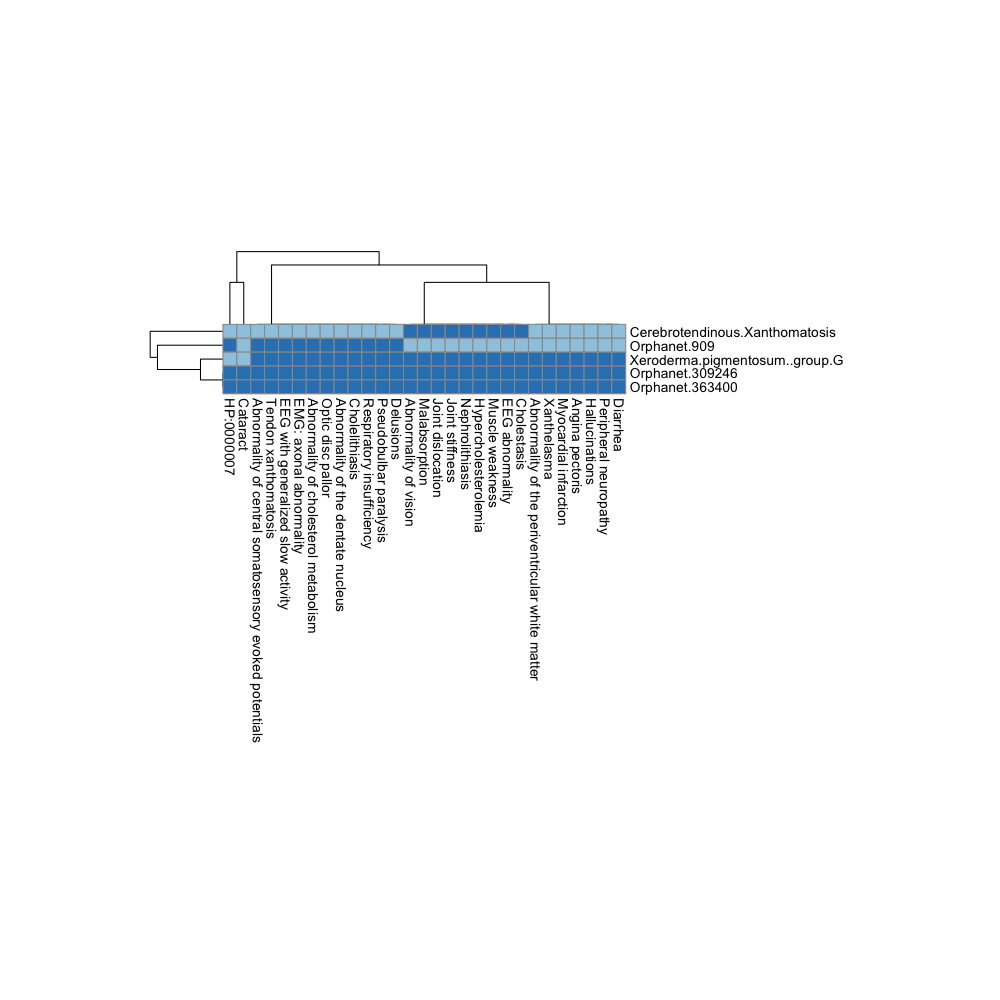 Cerebrotendinous.Xanthomatosis
Orphanet.909
Xeroderma.pigmentosum..group.G
Orphanet.309246
Orphanet.363400
HP:0000007
Cataract
Abnormality of central somatosensory evoked potentials
Tendon xanthomatosis
EEG with generalized slow activity
EMG: axonal abnormality
Abnormality of cholesterol metabolism
Optic disc pallor
Abnormality of the dentate nucleus
Cholelithiasis
Respiratory insufficiency
Pseudobulbar paralysis
Delusions
Abnormality of vision
Malabsorption
Joint dislocation
Joint stiffness
Nephrolithiasis
Hypercholesterolemia
Muscle weakness
EEG abnormality
Cholestasis
Abnormality of the periventricular white matter
Xanthelasma
Myocardial infarction
Angina pectoris
Hallucinations
Peripheral neuropathy
Diarrhea